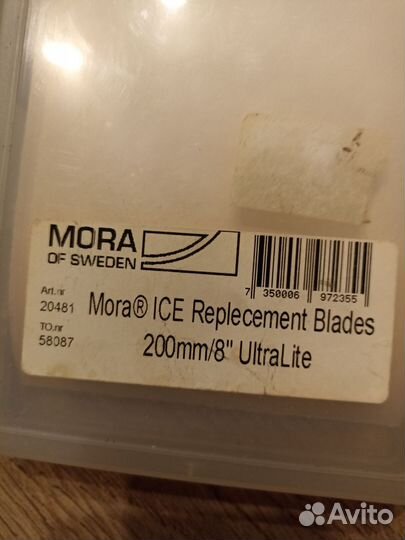 MORA
OF SWEDEN
7 350006 972355
Art.nr
20481
Mora® ICE Replecement Blades
TO.nr
58087
200mm/8" UltraLite
Avito